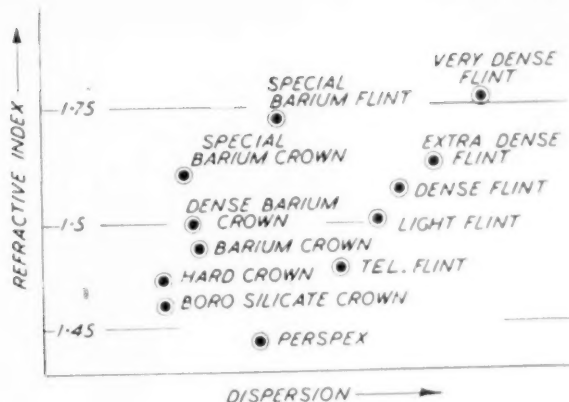 VERY DENSE
FLINT
SPECIAL
BARIUM FLINT
1·75
SPECIAL
BARIUM CROWN
EXTRA DENSE
FLINT
DENSE FLINT
DENSE BARIUM
CROWN
1·5
LIGHT FLINT
BARIUM CROWN
TEL. FLINT
HARD CROWN
BORO SILICATE CROWN
1·45
PERSPEX
REFRACTIVE INDEX
DISPERSION